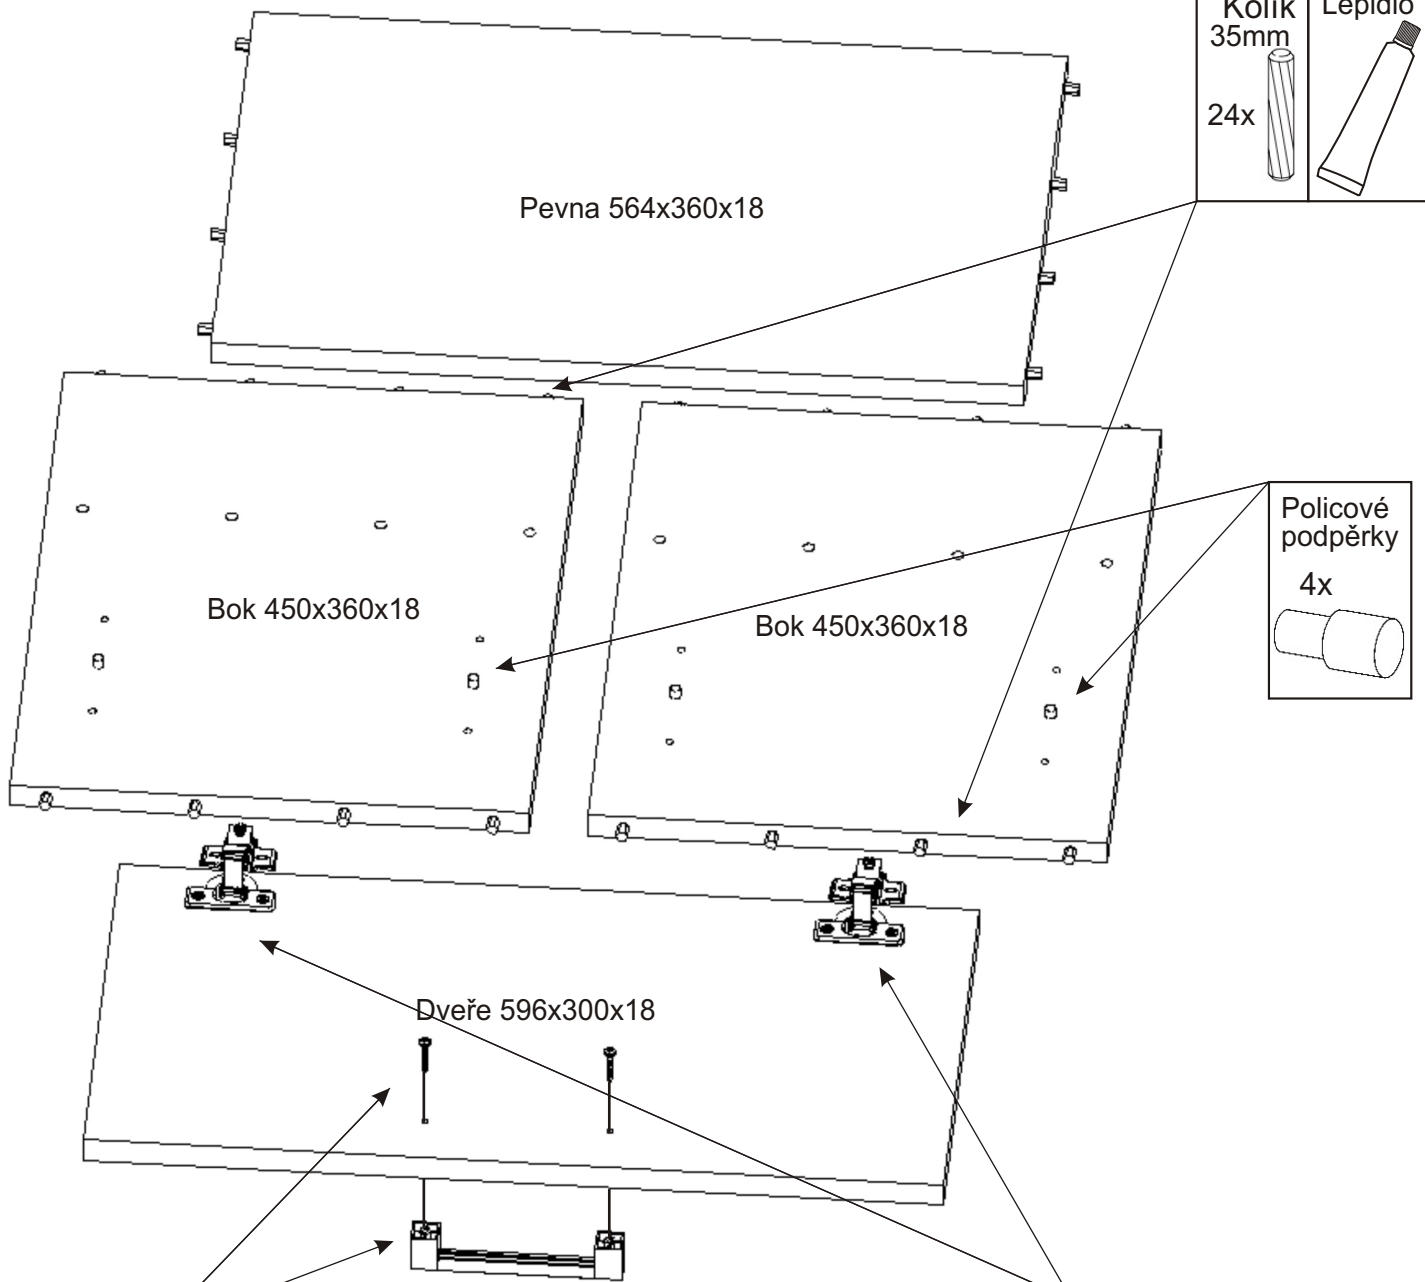 Kolík
35mm
24x
Lepidlo
Pevna 564x360x18
Policové
podpěrky
4x
Bok 450x360x18
Bok 450x360x18
Dveře 596x300x18